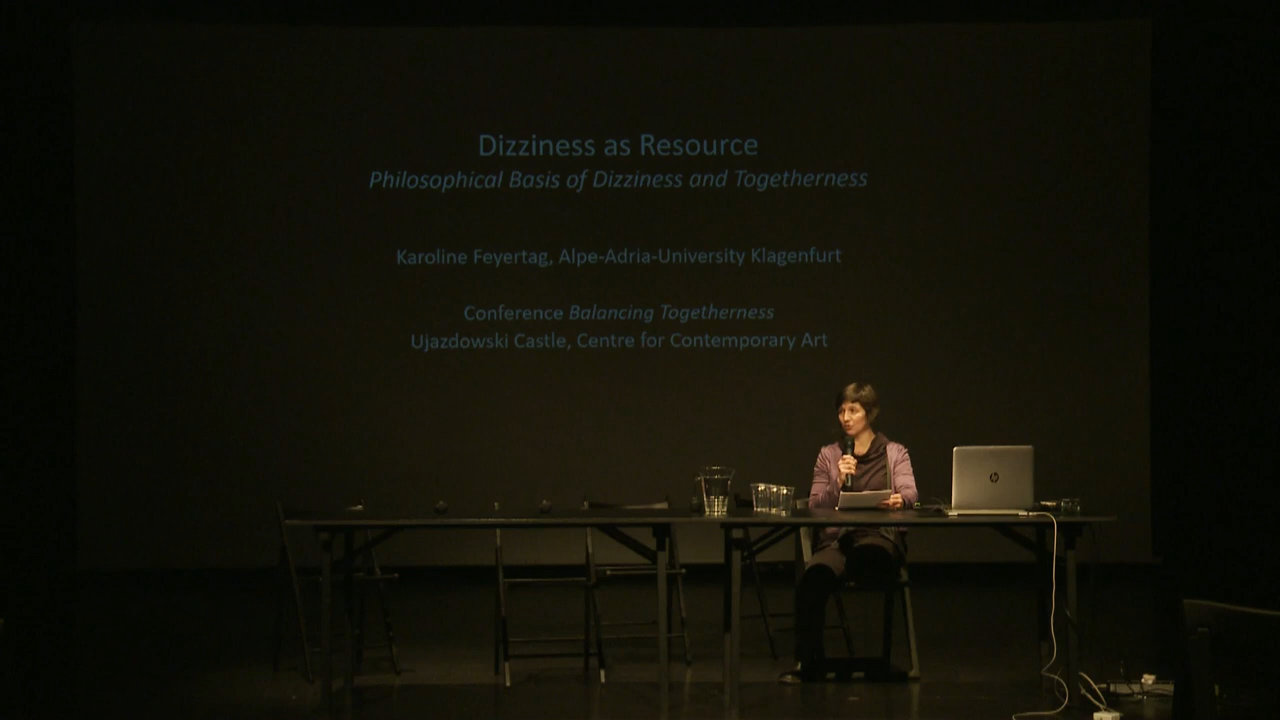 Dizziness as Resource
Philosophical Basis of Dizziness and Togetherness
Karoline Feyertag, Alpe-Adria-University Klagenfurt
Conference Balancing Togetherness
Ujazdowski Castle, Centre for Contemporary Art
hp